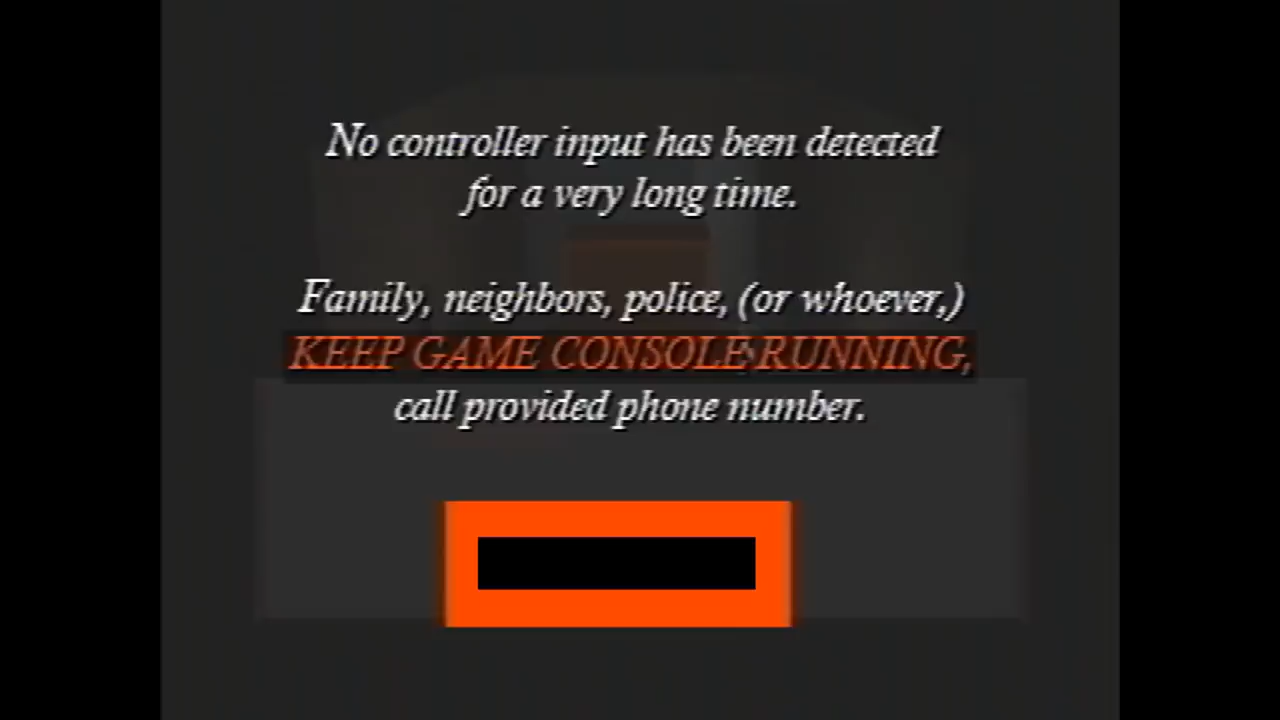 No controller input has been detected
for a very long time.
Family, neighbors, police, (or whoever,)
KEEP GAME CONSOLE RUNNING,
call provided phone number.